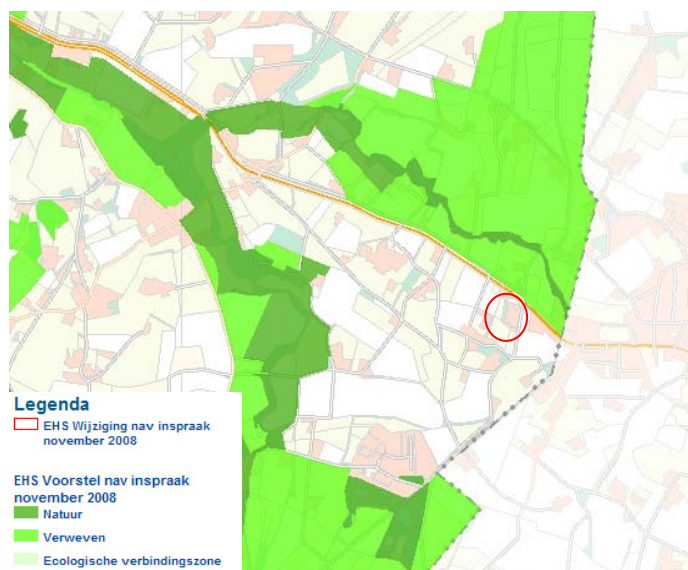 Legenda
EHS Wijziging nav inspraak
november 2008
EHS Voorstel nav inspraak
november 2008
Natuur
Verweven
Ecologische verbindingszone